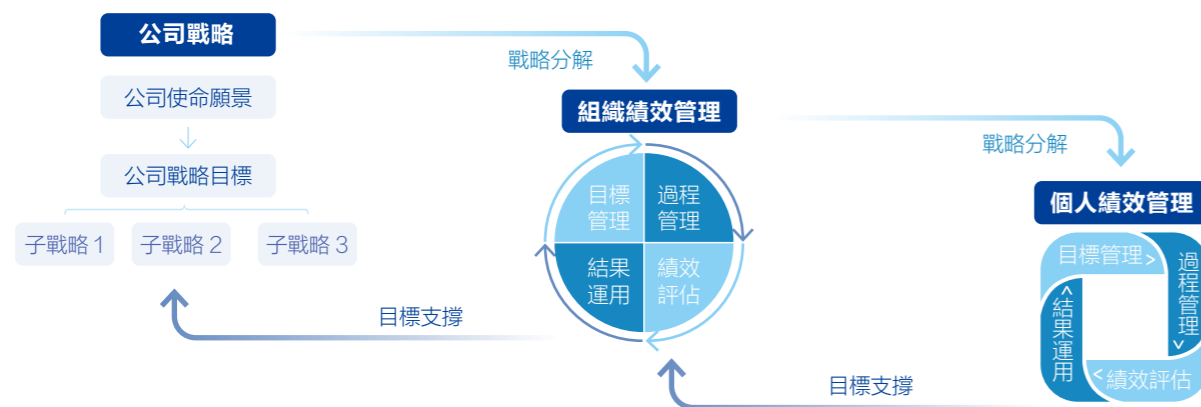 公司戰略
公司使命願景
公司戰略目標
子戰略 1
子戰略 2
子戰略 3
戰略分解
組織績效管理
目標
管理
過程
管理
結果
運用
績效
評估
目標支撐
戰略分解
個人績效管理
目標管理>
過程管理>
<績效評估
<結果運用
目標支撐